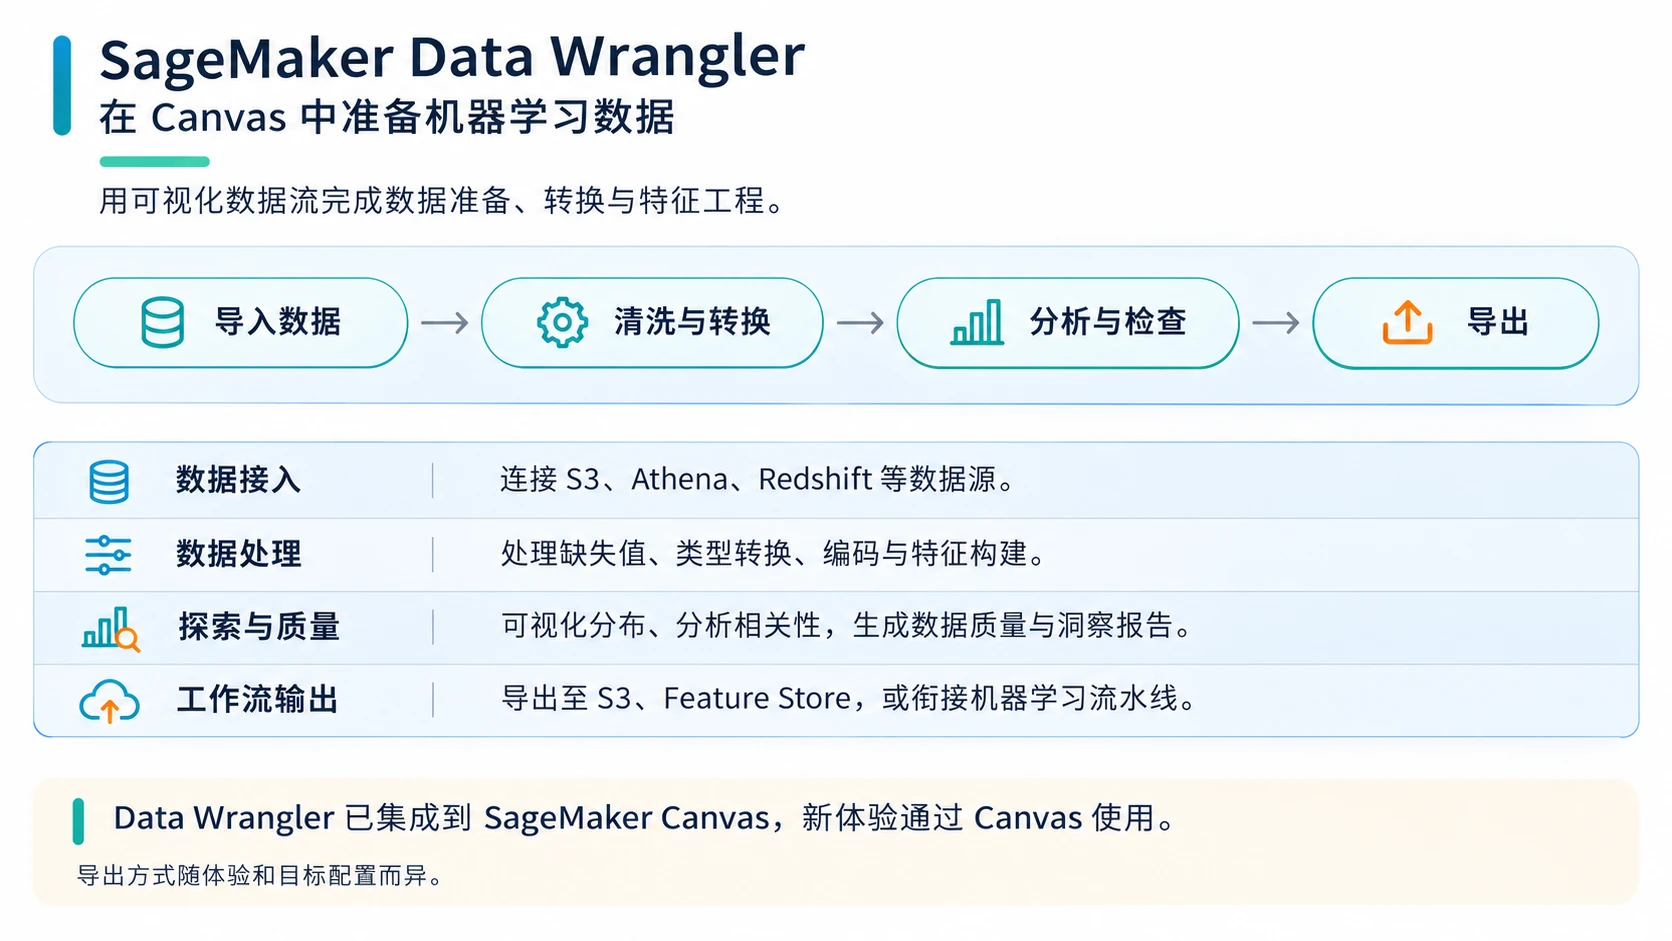 SageMaker Data Wrangler
在 Canvas 中准备机器学习数据
用可视化数据流完成数据准备、转换与特征工程。
导入数据
清洗与转换
分析与检查
导出
数据接入
连接 S3、Athena、Redshift 等数据源。
数据处理
处理缺失值、类型转换、编码与特征构建。
探索与质量
可视化分布、分析相关性，生成数据质量与洞察报告。
工作流输出
导出至 S3、Feature Store，或衔接机器学习流水线。
Data Wrangler 已集成到 SageMaker Canvas，新体验通过 Canvas 使用。
导出方式随体验和目标配置而异。